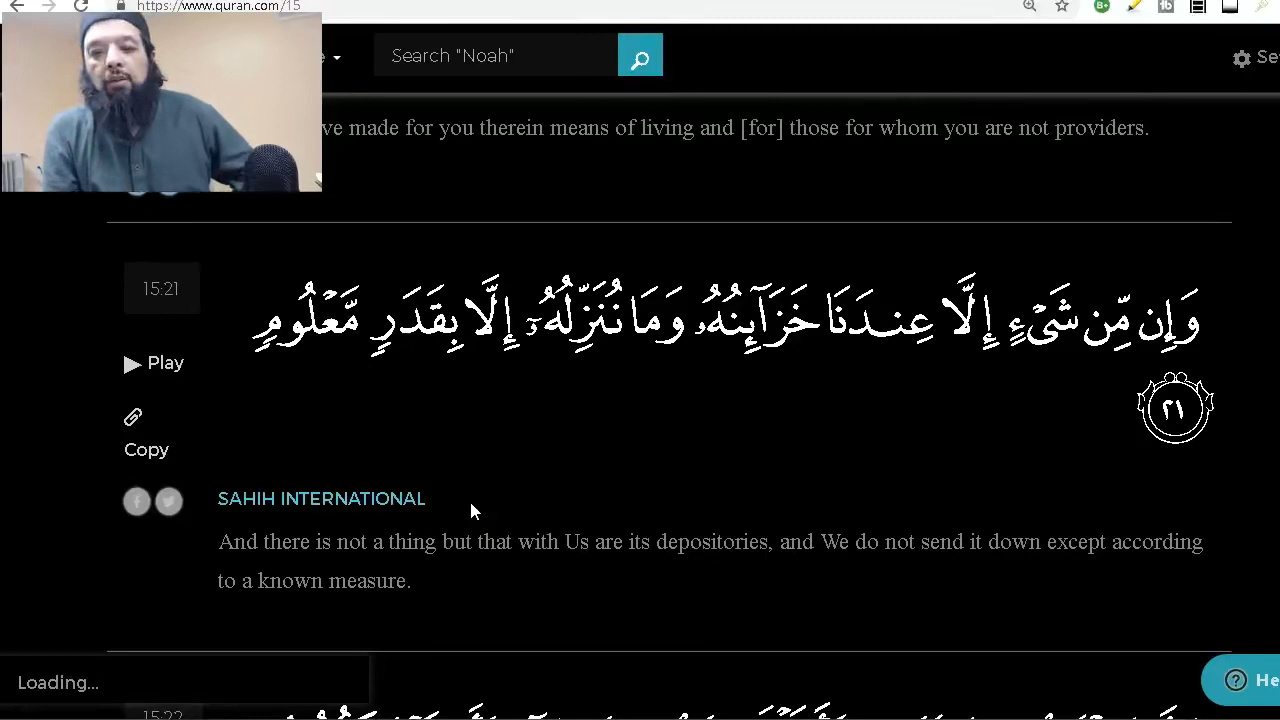 https://www.quran.com/15
Search "Noah"
ve made for you therein means of living and [for] those for whom you are not providers.
15:21
وَإِن مِّن شَىْءٍ إِلَّا عِندَنَا خَزَآئِنُهُۥ وَمَا نُنَزِّلُهُۥٓ إِلَّا بِقَدَرٍ مَّعْلُومٍ
٢١
Play
Copy
SAHIH INTERNATIONAL
And there is not a thing but that with Us are its depositories, and We do not send it down except according
to a known measure.
Loading...
15:22